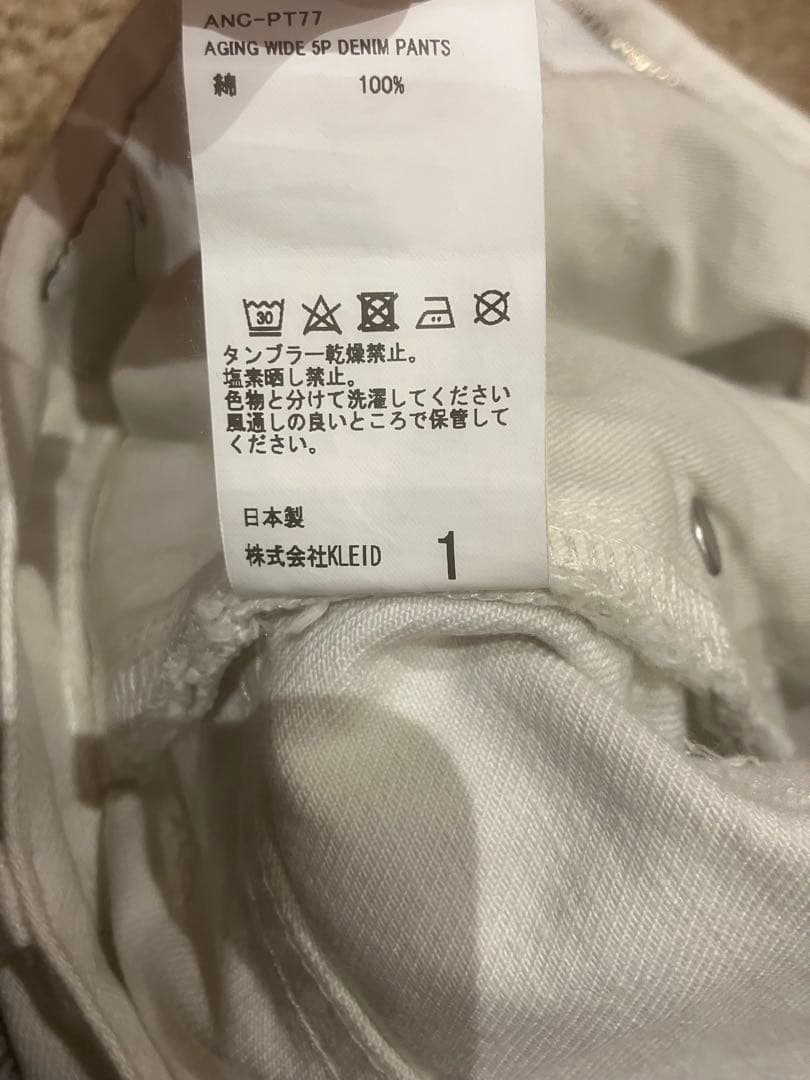 ANC-PT77
AGING WIDE 5P DENIM PANTS
綿 100%
30
タンブラー乾燥禁止。
塩素晒し禁止。
色物と分けて洗濯してください
風通しの良いところで保管して
ください。
日本製
株式会社KLEID 1